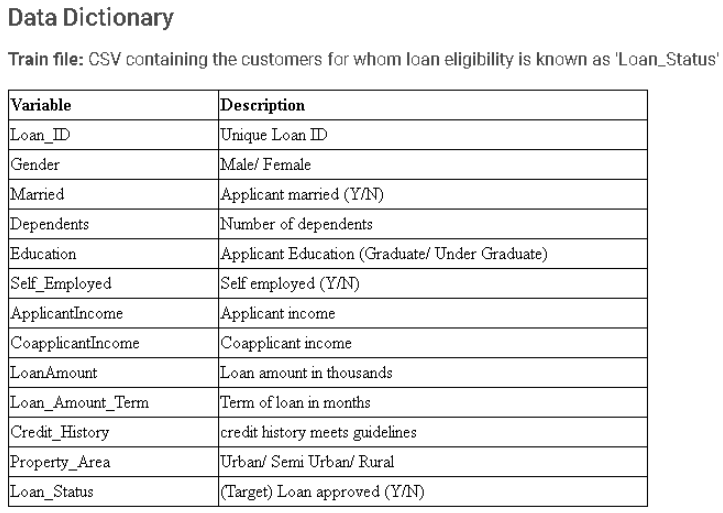 Data Dictionary
Train file: CSV containing the customers for whom loan eligibility is known as 'Loan_Status'
Variable Description
Loan_ID Unique Loan ID
Gender Male/ Female
Married Applicant married (Y/N)
Dependents Number of dependents
Education Applicant Education (Graduate/ Under Graduate)
Self_Employed Self employed (Y/N)
ApplicantIncome Applicant income
CoapplicantIncome Coapplicant income
LoanAmount Loan amount in thousands
Loan_Amount_Term Term of loan in months
Credit_History credit history meets guidelines
Property_Area Urban/ Semi Urban/ Rural
Loan_Status (Target) Loan approved (Y/N)